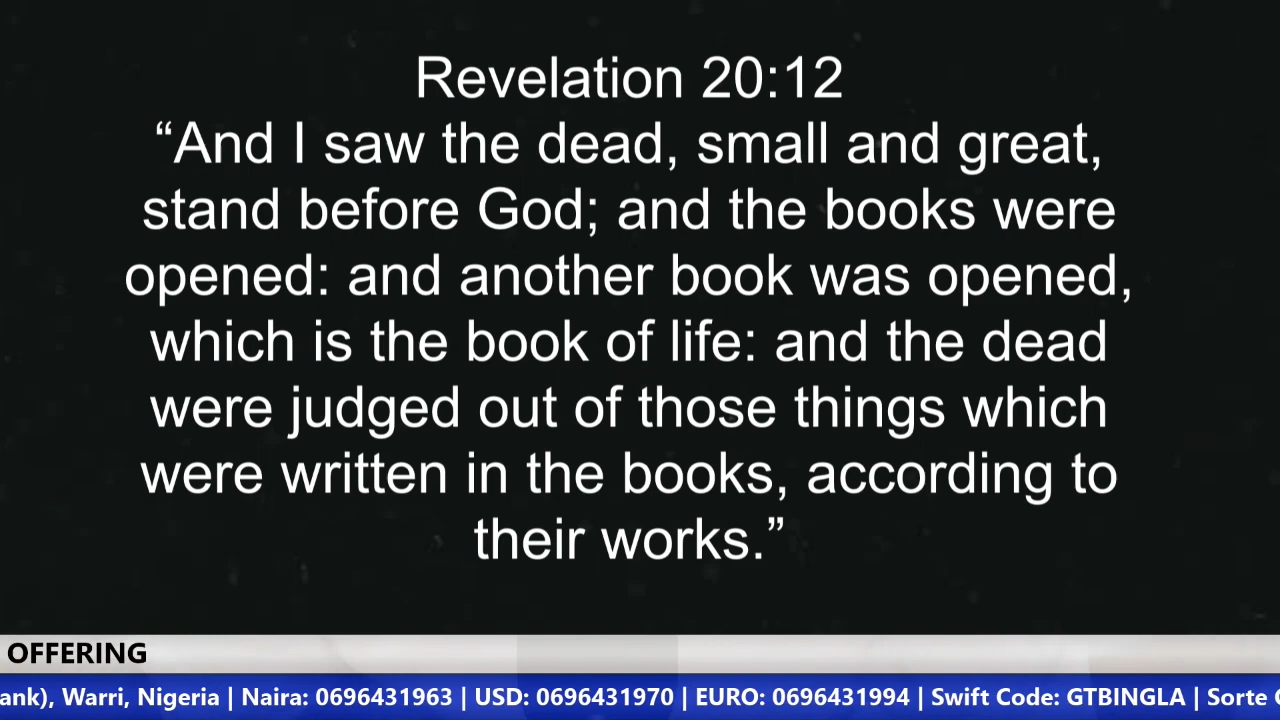 Revelation 20:12
“And I saw the dead, small and great,
stand before God; and the books were
opened: and another book was opened,
which is the book of life: and the dead
were judged out of those things which
were written in the books, according to
their works.”
OFFERING
ank), Warri, Nigeria | Naira: 0696431963 | USD: 0696431970 | EURO: 0696431994 | Swift Code: GTBINGLA | Sorte